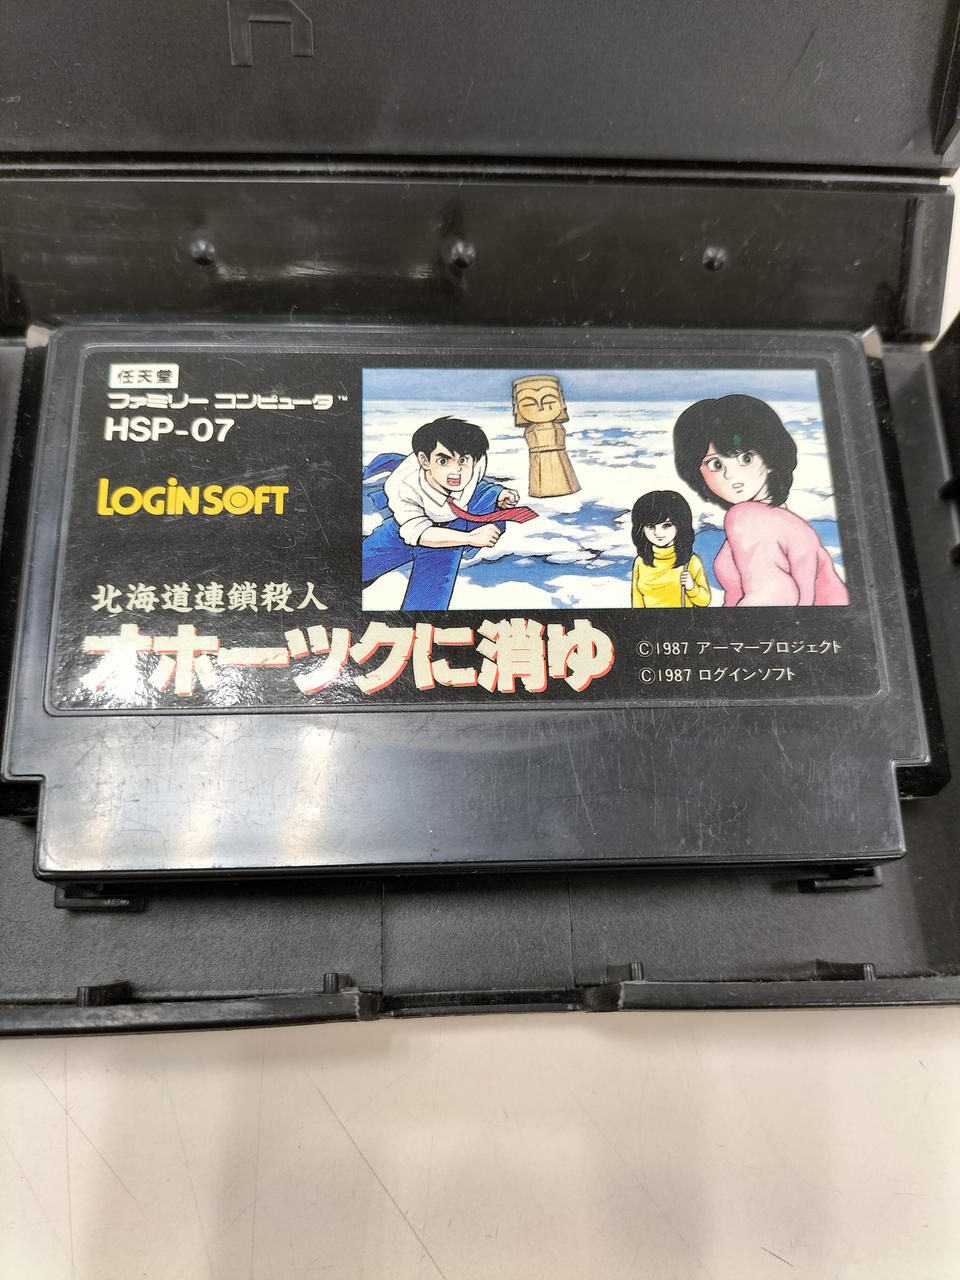 任天堂
ファミリー コンピュータ™
HSP-07
LOGiN SOFT
北海道連鎖殺人
オホーツクに消ゆ
©1987 アーマープロジェクト
©1987 ログインソフト